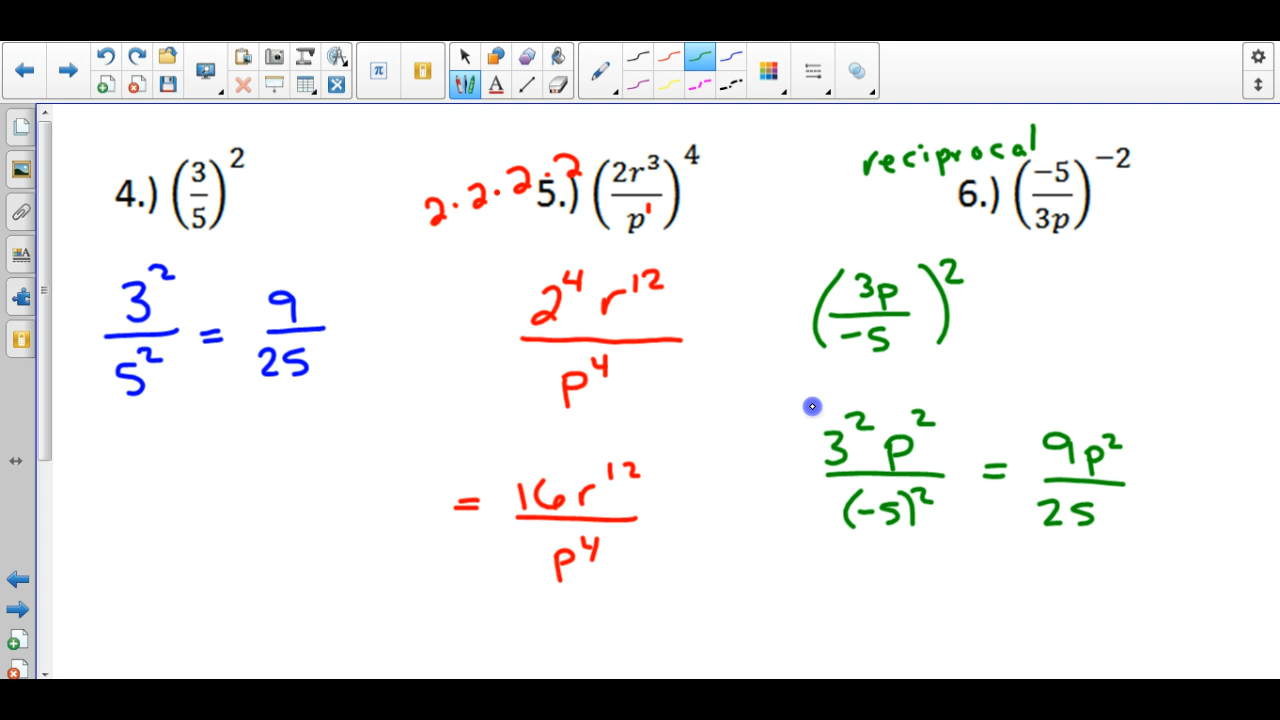 4.) (3/5)^2
3^2/5^2 = 9/25
2·2·2·2
5.) (2r^3/p^1)^4
2^4 r^12/p^4
= 16r^12/p^4
reciprocal
6.) (-5/3p)^-2
(3p/-5)^2
3^2 p^2/(-5)^2 = 9p^2/25